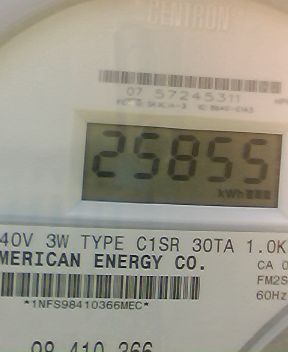 CENTRON
07 57245311
25855
kWh
40V 3W TYPE C1SR 30TA 1.0K
MERICAN ENERGY CO.
CA 0
FM2S
60Hz
*1NFS98410366MEC*
98 410 366